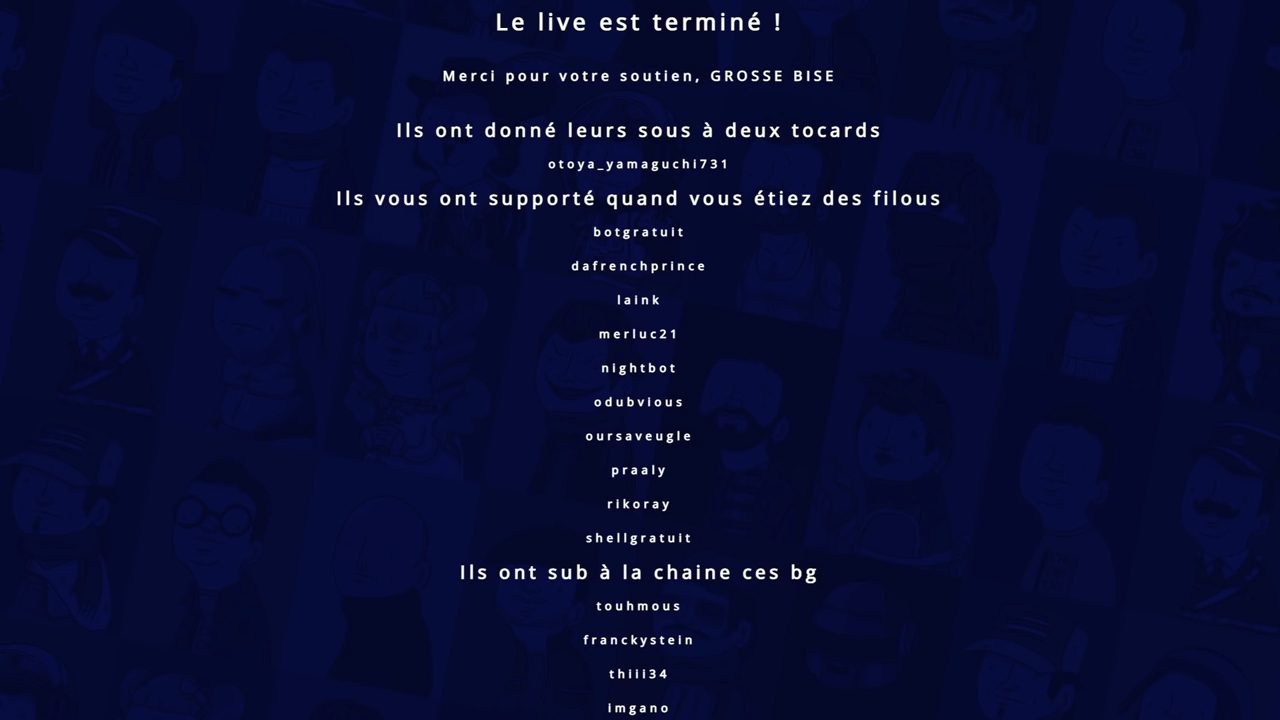 Le live est terminé !
Merci pour votre soutien, GROSSE BISE
Ils ont donné leurs sous à deux tocards
otoya_yamaguchi731
Ils vous ont supporté quand vous étiez des filous
botgratuit
dafrenchprince
laink
merluc21
nightbot
odubvious
oursaveugle
praaly
rikoray
shellgratuit
Ils ont sub à la chaine ces bg
touhmous
franckystein
thiii34
imgano